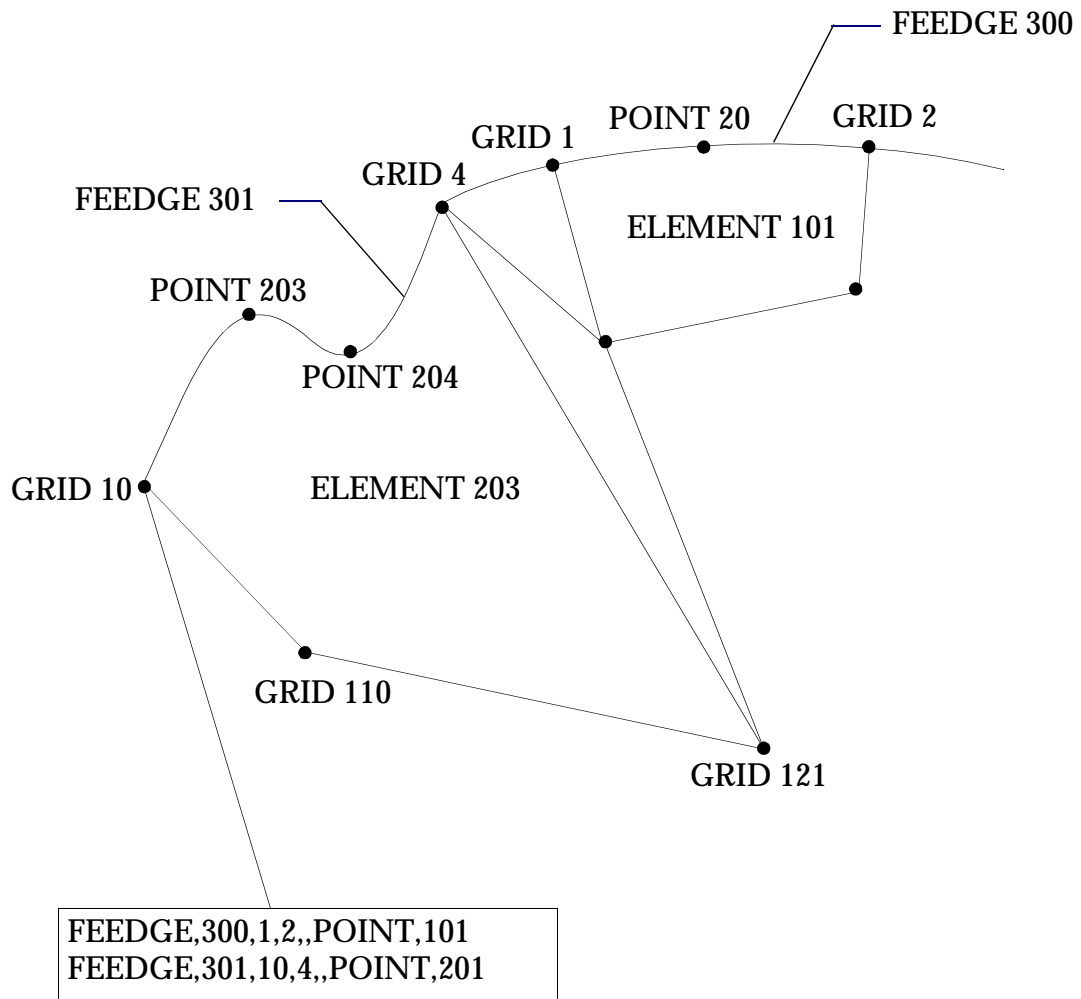 FEEDGE 300
POINT 20
GRID 2
GRID 1
GRID 4
FEEDGE 301
ELEMENT 101
POINT 203
POINT 204
GRID 10
ELEMENT 203
GRID 110
GRID 121
FEEDGE,300,1,2,,POINT,101
FEEDGE,301,10,4,,POINT,201